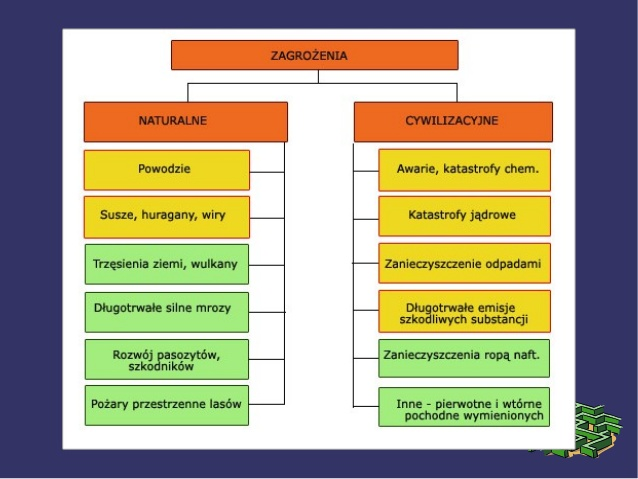 ZAGROŻENIA
NATURALNE
Powodzie
Susze, huragany, wiry
Trzęsienia ziemi, wulkany
Długotrwałe silne mrozy
Rozwój pasozytów,
szkodników
Pożary przestrzenne lasów
CYWILIZACYJNE
Awarie, katastrofy chem.
Katastrofy jądrowe
Zanieczyszczenie odpadami
Długotrwałe emisje
szkodliwych substancji
Zanieczyszczenia ropą naft.
Inne - pierwotne i wtórne
pochodne wymienionych